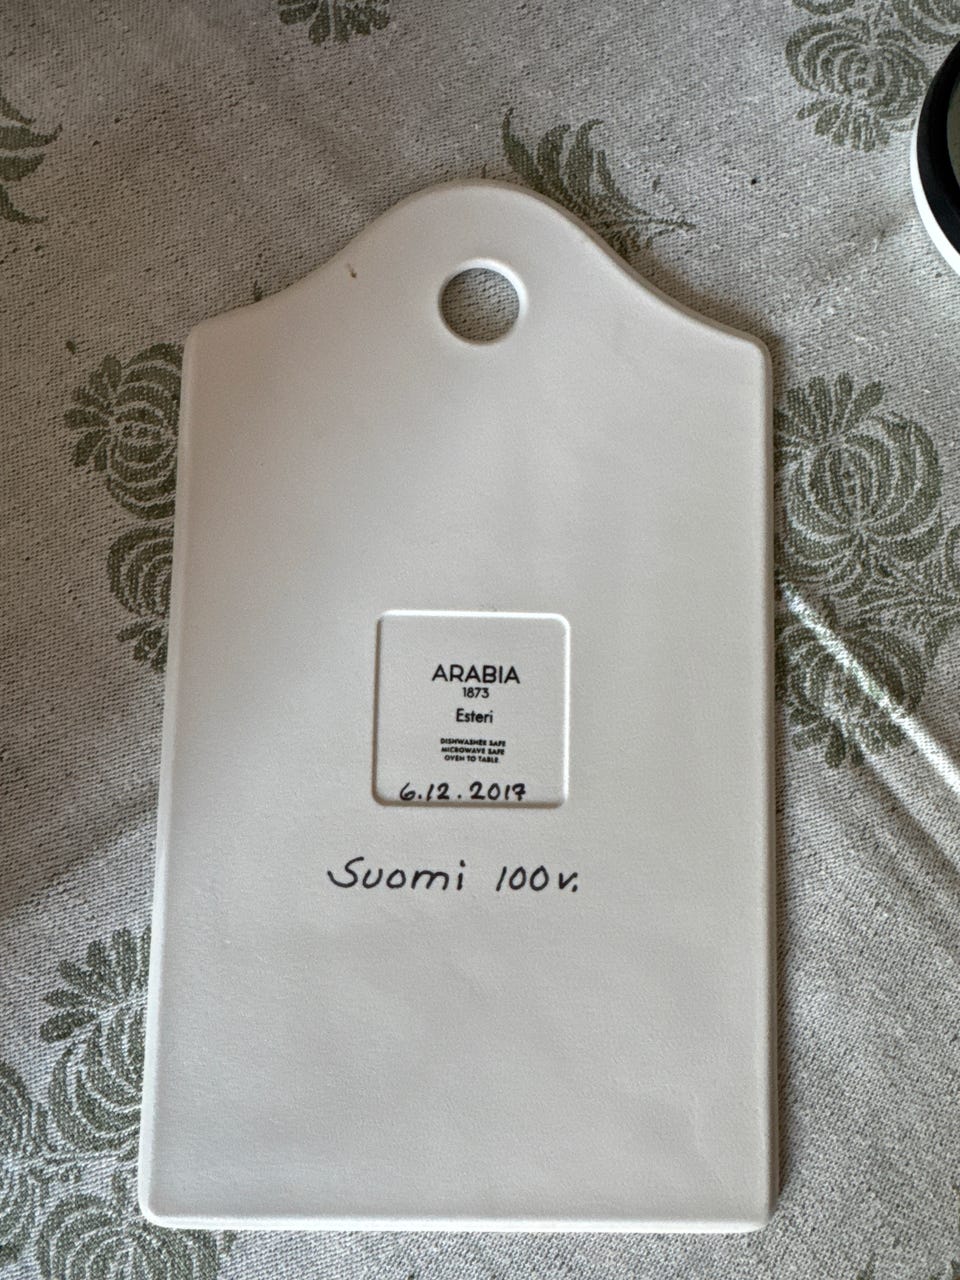 ARABIA
1873
Esteri
DISHWASHER SAFE
MICROWAVE SAFE
OVEN TO TABLE
6.12.2017
Suomi 100v.